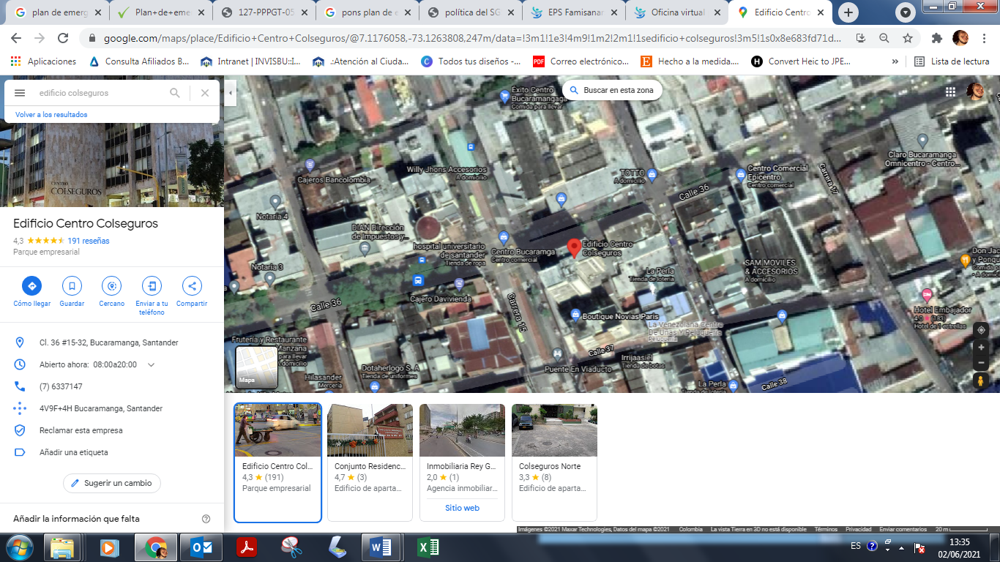 plan de emerg
Plan+de+eme
127-PPPGT-05
pons plan de e
política del SG
EPS Famisanar
Oficina virtual
Edificio Centro
google.com/maps/place/Edificio+Centro+Colseguros/@7.1176058,-73.1263808,247m/data=!3m1!1e3!4m9!1m2!2m1!1sedificio+colseguros!3m5!1s0x8e683fd71d...
Aplicaciones
Consulta Afiliados B...
Intranet | INVISBU::I...
.:Atención al Ciuda...
Todos tus diseños -...
PDF
Correo electrónico...
Hecho a la medida....
Convert Heic to JPE...
»
Lista de lectura
edificio colseguros
Volver a los resultados
CENTRO
COLSEGUROS
Edificio Centro Colseguros
4,3 191 reseñas
Parque empresarial
Cómo llegar
Guardar
Cercano
Enviar a tu
teléfono
Compartir
Cl. 36 #15-32, Bucaramanga, Santander
Abierto ahora: 08:00a20:00
(7) 6337147
4V9F+4H Bucaramanga, Santander
Reclamar esta empresa
Añadir una etiqueta
Sugerir un cambio
Añadir la información que falta
Buscar en esta zona
Exito Centro
Bucaramangaga
Comida para llevar
Willy Jhons Accesorios
A domicilio
Cajeros Bancolombia
TOTTO
A domicilio
Centro Comercial
Epicentro
Centro comercial
Claro Bucaramanga
Omnicentro - Centro...
Carrera 17
Calle 36
Notaría 4
DIAN Dirección
de Impuestos y...
hospital universitario
de santander
Tienda de ropa
Centro Bucaramga
Centro comercial
Edificio Centro
Colseguros
Notaría 3
La Perla
Tienda de lotería
SAM MOVILES
& ACCESORIOS
A domicilio
Don Jac
y Ponqu
Comida pa
- A domicil
Cajero Davivienda
Calle 36
Carrera 15
Boutique Novias Paris
La Venezolana Centro
De Uñas Y Peluqueria
Peluquería
Hotel Embajador
4,0 (183)
Hotel de 1 estrellas
Frutería y Restaurante
Manzana
para llevar
A domicilio
Mapa
Calle 37
Irrijaasiel
Tienda de botas
Dotaherlogo S. A
Tienda de uniformes
Puente En Viaducto
Hilasander
Mercería
La Perla
Tienda de lotería
Calle 38
Edificio Centro Col...
4,3 (191)
Parque empresarial
Conjunto Residenc...
4,7 (3)
Edificio de aparta...
Inmobiliaria Rey G...
2,0 (1)
Agencia inmobiliar...
Sitio web
Colseguros Norte
3,3 (8)
Edificio de aparta...
Imágenes ©2021 Maxar Technologies, Datos del mapa ©2021 Colombia La vista Tierra en 3D no está disponible Términos Privacidad Enviar comentarios 20 m
ES
13:35
02/06/2021